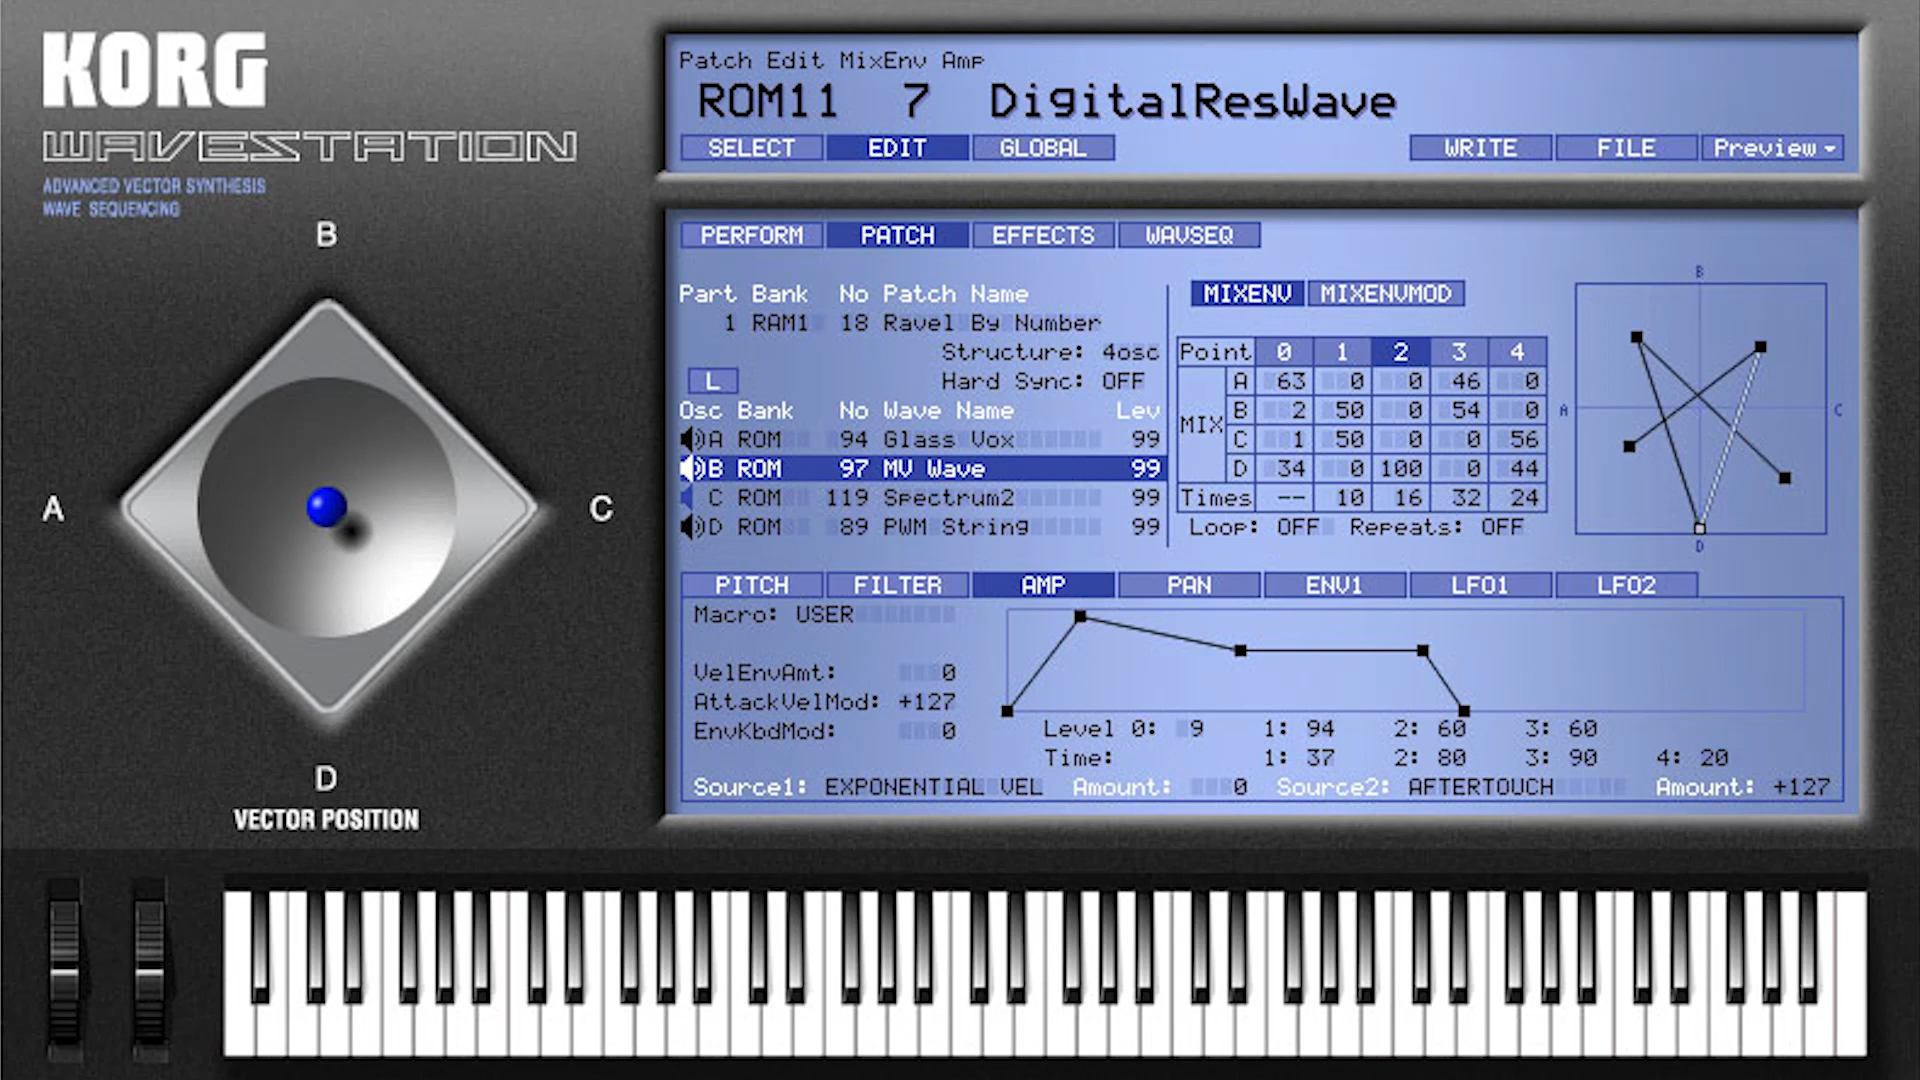 KORG
WAVESTATION
ADVANCED VECTOR SYNTHESIS
WAVE SEQUENCING
B
A
C
D
VECTOR POSITION
Patch Edit MixEnv Amp
ROM11 7 DigitalResWave
SELECT EDIT GLOBAL WRITE FILE Preview
PERFORM PATCH EFFECTS WAVSEQ
Part Bank No Patch Name
1 RAM1 18 Ravel By Number
Structure: 4osc
L Hard Sync: OFF
Osc Bank No Wave Name Lev
A ROM 94 Glass Vox 99
B ROM 97 MV Wave 99
C ROM 119 Spectrum2 99
D ROM 89 PWM String 99
MIXENV MIXENVMOD
Point 0 1 2 3 4
MIX
A 63 0 0 46 0
B 2 50 0 54 0
C 1 50 0 0 56
D 34 0 100 0 44
Times -- 10 16 32 24
Loop: OFF Repeats: OFF
B
A
C
D
PITCH FILTER AMP PAN ENV1 LFO1 LFO2
Macro: USER
VelEnvAmt: 0
AttackVelMod: +127
EnvKbdMod: 0
Level 0: 9 1: 94 2: 60 3: 60
Time: 1: 37 2: 80 3: 90 4: 20
Source1: EXPONENTIAL VEL Amount: 0 Source2: AFTERTOUCH Amount: +127